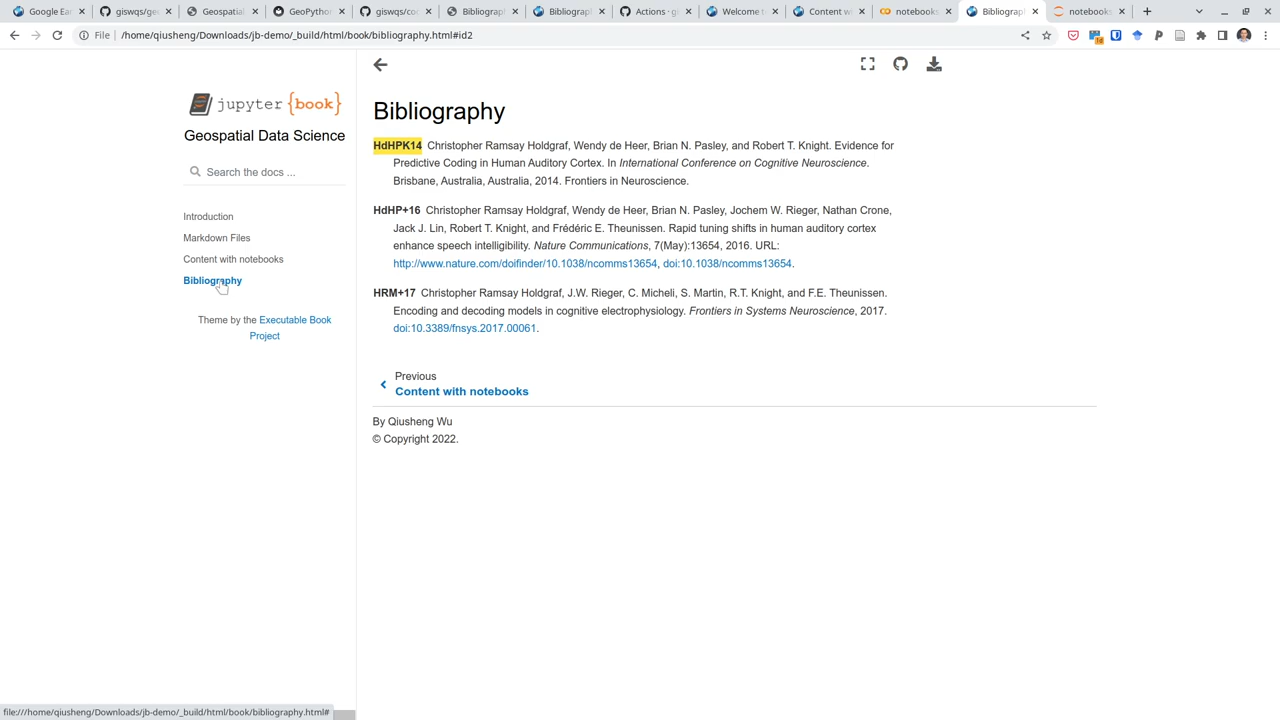 Google Ea
giswqs/ge
Geospatial
GeoPython
giswqs/co
Bibliograp
Bibliograp
Actions · g
Welcome t
Content w
notebooks
Bibliograp
notebooks
File
/home/qiusheng/Downloads/jb-demo/_build/html/book/bibliography.html#id2
jupyter {book}
Geospatial Data Science
Search the docs ...
Introduction
Markdown Files
Content with notebooks
Bibliography
Theme by the Executable Book
Project
Bibliography
HdHPK14 Christopher Ramsay Holdgraf, Wendy de Heer, Brian N. Pasley, and Robert T. Knight. Evidence for
Predictive Coding in Human Auditory Cortex. In International Conference on Cognitive Neuroscience.
Brisbane, Australia, Australia, 2014. Frontiers in Neuroscience.
HdHP+16 Christopher Ramsay Holdgraf, Wendy de Heer, Brian N. Pasley, Jochem W. Rieger, Nathan Crone,
Jack J. Lin, Robert T. Knight, and Frédéric E. Theunissen. Rapid tuning shifts in human auditory cortex
enhance speech intelligibility. Nature Communications, 7(May):13654, 2016. URL:
http://www.nature.com/doifinder/10.1038/ncomms13654, doi:10.1038/ncomms13654.
HRM+17 Christopher Ramsay Holdgraf, J.W. Rieger, C. Micheli, S. Martin, R.T. Knight, and F.E. Theunissen.
Encoding and decoding models in cognitive electrophysiology. Frontiers in Systems Neuroscience, 2017.
doi:10.3389/fnsys.2017.00061.
Previous
Content with notebooks
By Qiusheng Wu
© Copyright 2022.
file:///home/qiusheng/Downloads/jb-demo/_build/html/book/bibliography.html#